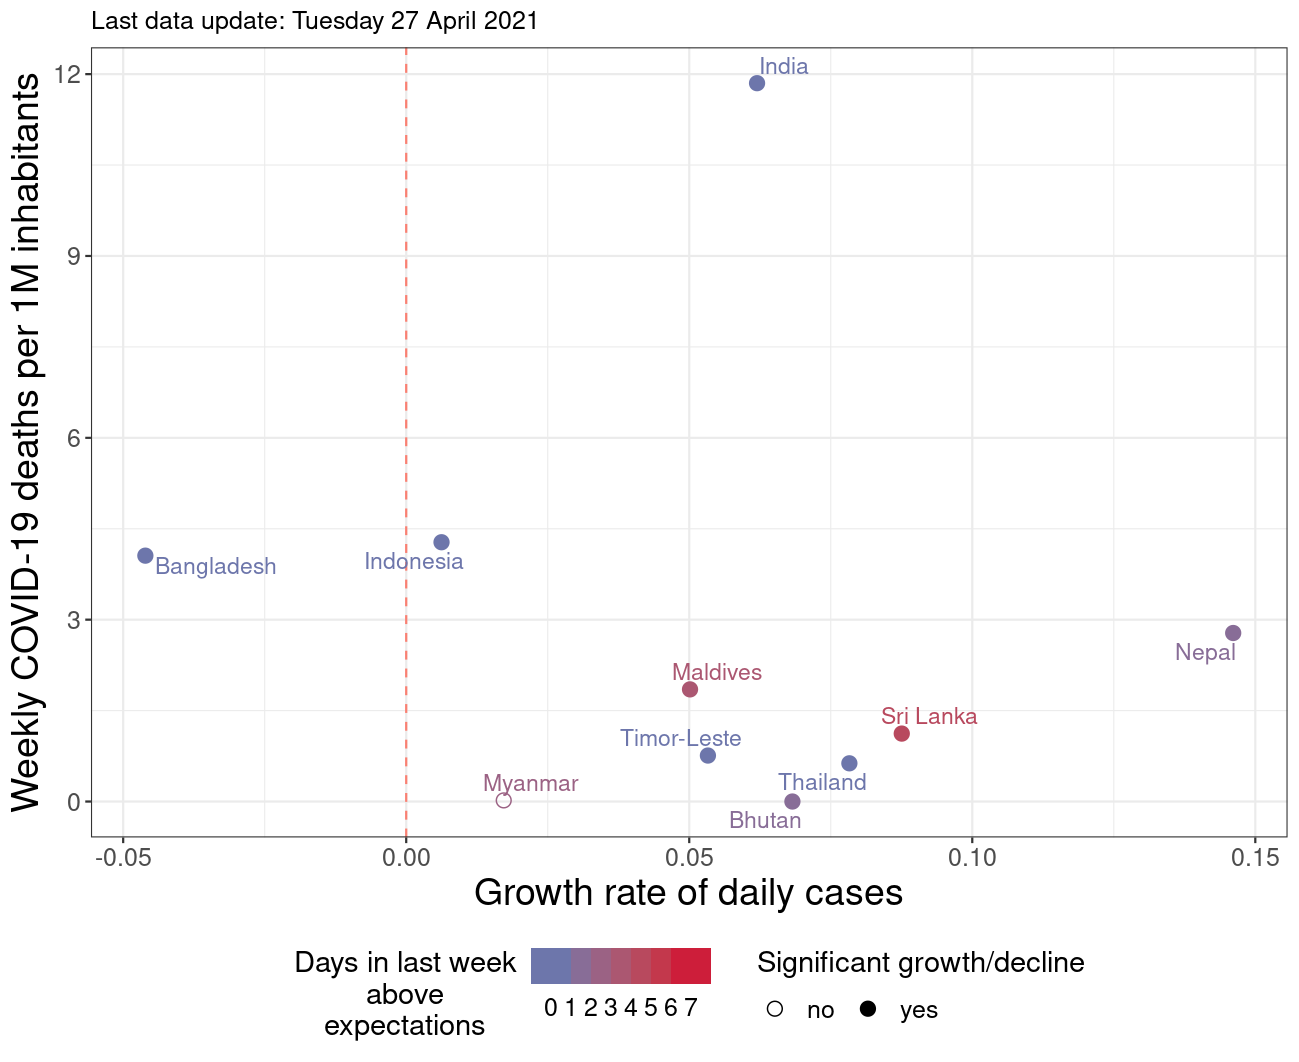 Last data update: Tuesday 27 April 2021
Weekly COVID-19 deaths per 1M inhabitants
12
9
6
3
0
India
Bangladesh
Indonesia
Nepal
Maldives
Sri Lanka
Timor-Leste
Thailand
Myanmar
Bhutan
-0.05 0.00 0.05 0.10 0.15
Growth rate of daily cases
Days in last week
above
expectations
0 1 2 3 4 5 6 7
Significant growth/decline
no yes